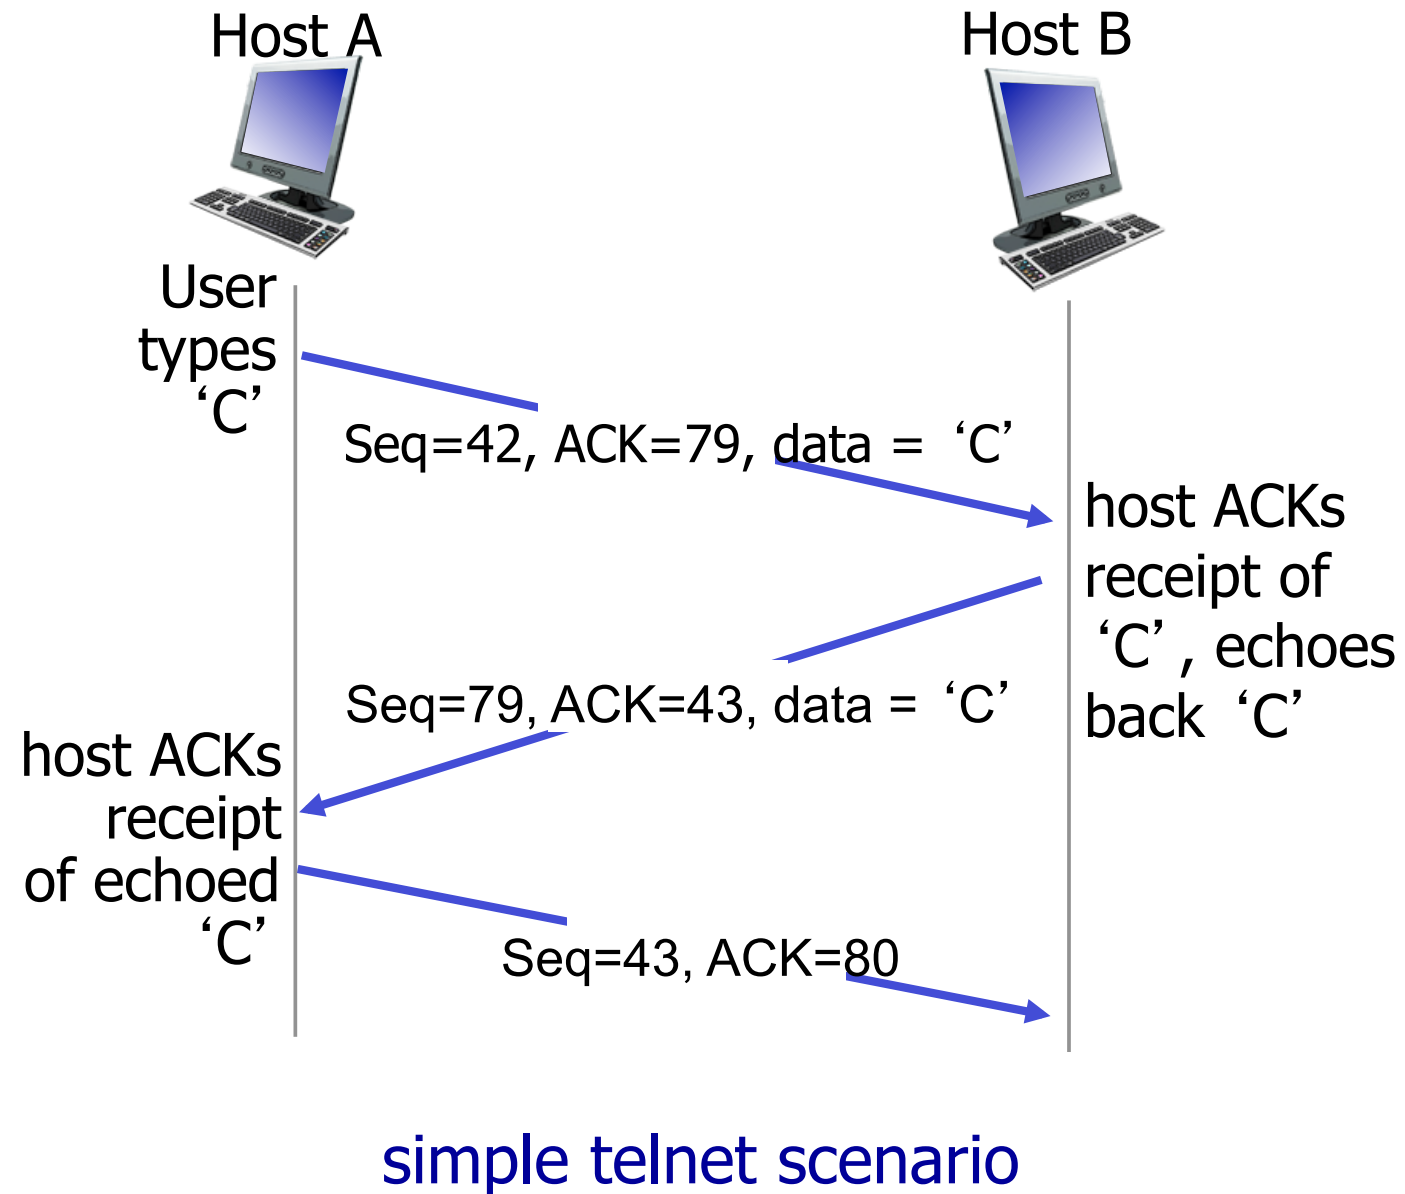 Host A
Host B
User
types
‘C’
Seq=42, ACK=79, data = ‘C’
host ACKs
receipt of
‘C’, echoes
back ‘C’
Seq=79, ACK=43, data = ‘C’
host ACKs
receipt
of echoed
‘C’
Seq=43, ACK=80
simple telnet scenario